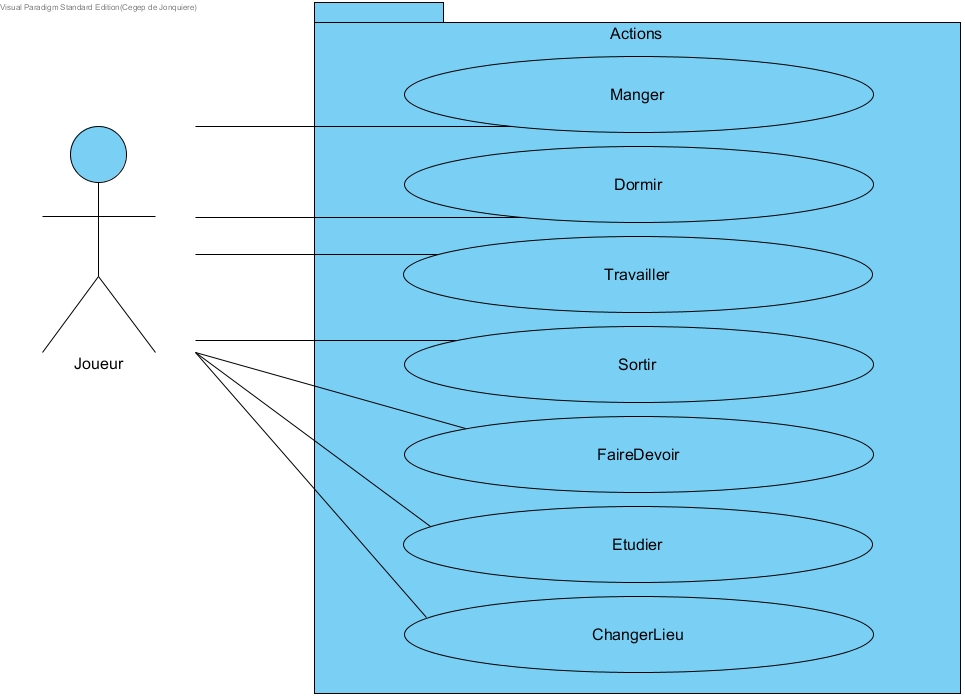 Visual Paradigm Standard Edition(Cegep de Jonquiere)
Actions
Manger
Dormir
Travailler
Sortir
Joueur
FaireDevoir
Etudier
ChangerLieu